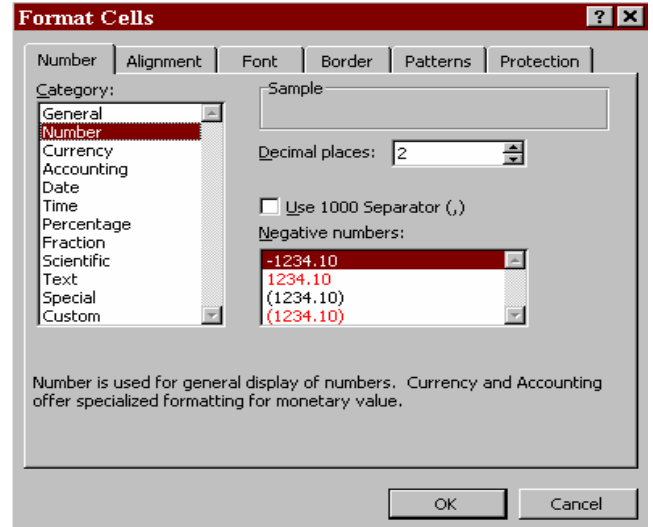 Format Cells
? X
Number Alignment Font Border Patterns Protection
Category:
General
Number
Currency
Accounting
Date
Time
Percentage
Fraction
Scientific
Text
Special
Custom
Sample
Decimal places: 2
Use 1000 Separator (,)
Negative numbers:
-1234.10
1234.10
(1234.10)
(1234.10)
Number is used for general display of numbers.  Currency and Accounting
offer specialized formatting for monetary value.
OK Cancel